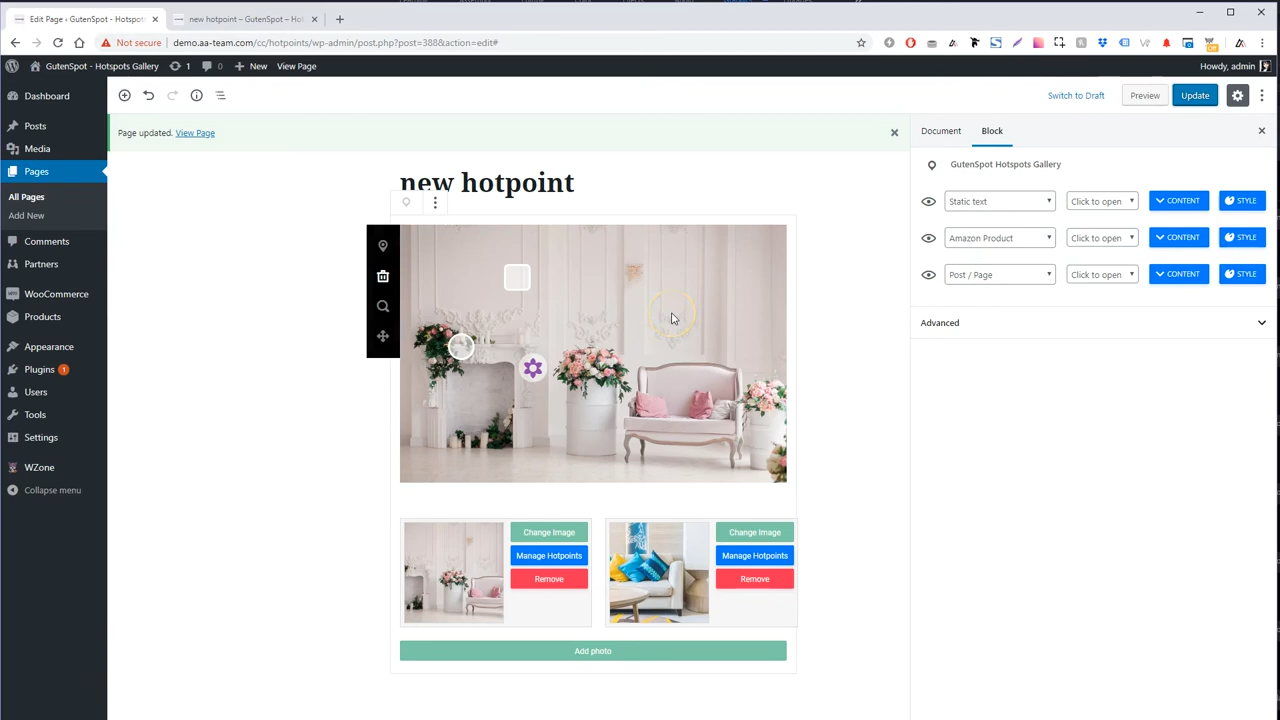 Edit Page ‹ GutenSpot - Hotspots
new hotpoint – GutenSpot – Hot
Not secure
demo.aa-team.com/cc/hotpoints/wp-admin/post.php?post=388&action=edit#
GutenSpot - Hotspots Gallery
1
0
New
View Page
Howdy, admin
Dashboard
Posts
Media
Pages
All Pages
Add New
Comments
Partners
WooCommerce
Products
Appearance
Plugins 1
Users
Tools
Settings
WZone
Collapse menu
Switch to Draft
Preview
Update
Page updated. View Page
new hotpoint
Change Image
Manage Hotpoints
Remove
Change Image
Manage Hotpoints
Remove
Add photo
Document
Block
GutenSpot Hotspots Gallery
Static text
Click to open
CONTENT
STYLE
Amazon Product
Click to open
CONTENT
STYLE
Post / Page
Click to open
CONTENT
STYLE
Advanced